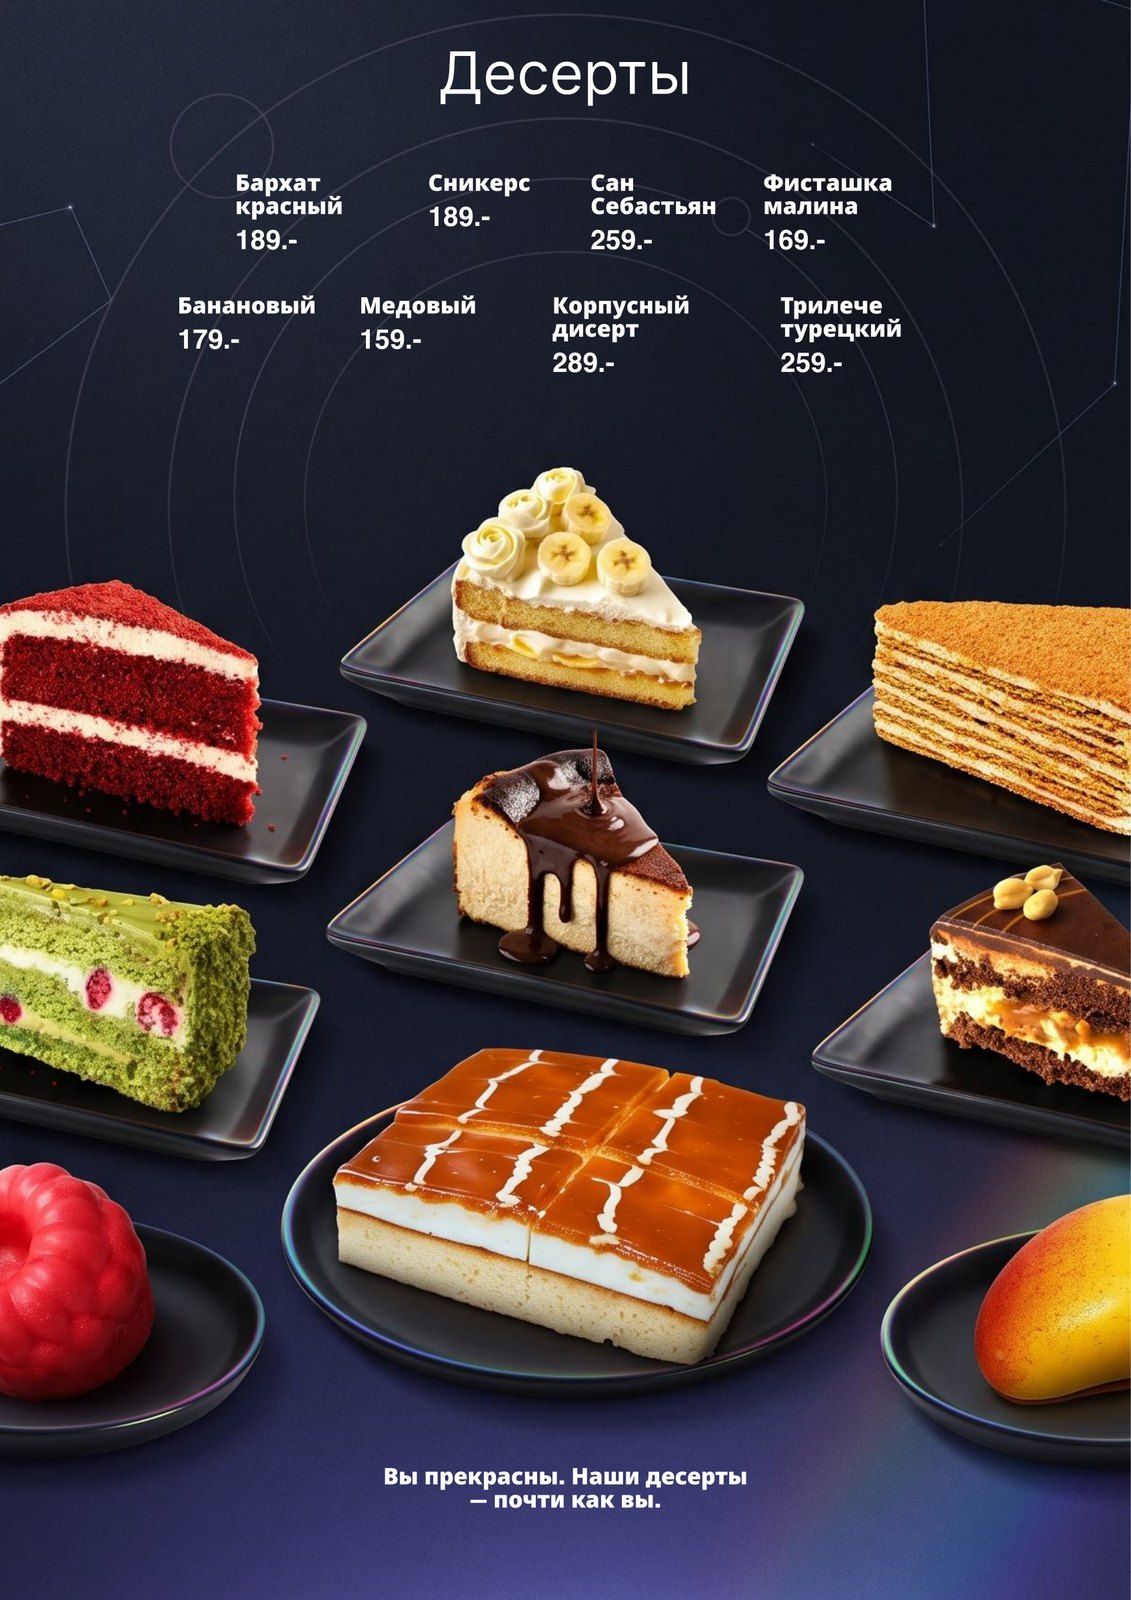 Десерты
Бархат
красный
189.-
Сникерс
189.-
Сан
Себастьян
259.-
Фисташка
малина
169.-
Банановый
179.-
Медовый
159.-
Корпусный
дисерт
289.-
Трилече
турецкий
259.-
Вы прекрасны. Наши десерты
— почти как вы.